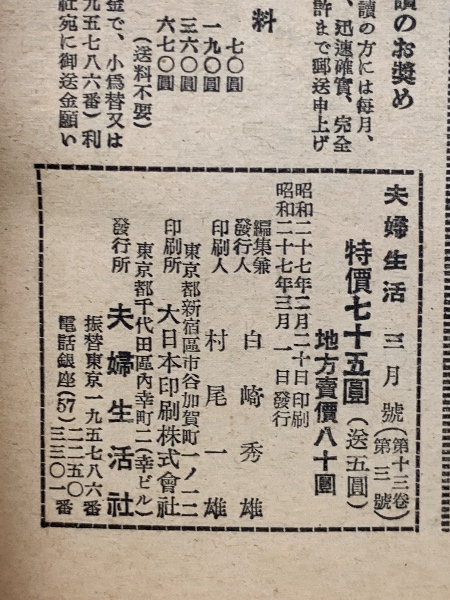 讀のお奬め
讀の方には每月、
、迅速確實、完全
許まで郵送申上げ
料
七〇圓
一九〇圓
三六〇圓
六七〇圓
(送料不要)
金で、小爲替又は
九五七八六番)利
社宛に御送金願い
夫婦生活 三月號(第十三卷 第三號)
特價七十五圓(送五圓)
地方賣價八十圓
昭和二十七年二月二十日印刷
昭和二十七年三月一日發行
編集兼
發行人 白崎秀雄
印刷人 村尾一雄
東京都新宿區市谷加賀町一ノ一二
印刷所 大日本印刷株式會社
東京都千代田區內幸町二(幸ビル)
發行所 夫婦生活社
振替東京一九五七八六番
電話銀座(57)二二五〇 三三〇一番